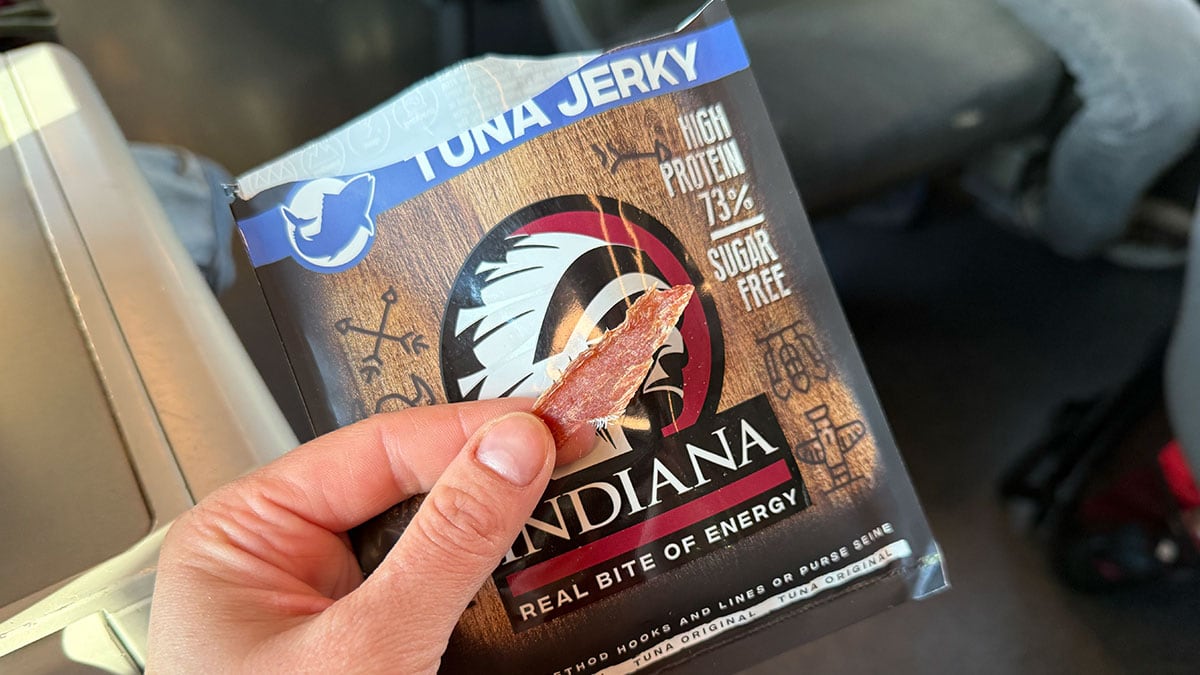 TUNA JERKY
HIGH
PROTEIN
73%
SUGAR
FREE
INDIANA
REAL BITE OF ENERGY
HOOKS AND LINES OR PURSE SEINE
TUNA ORIGINAL TUNA ORIGINAL